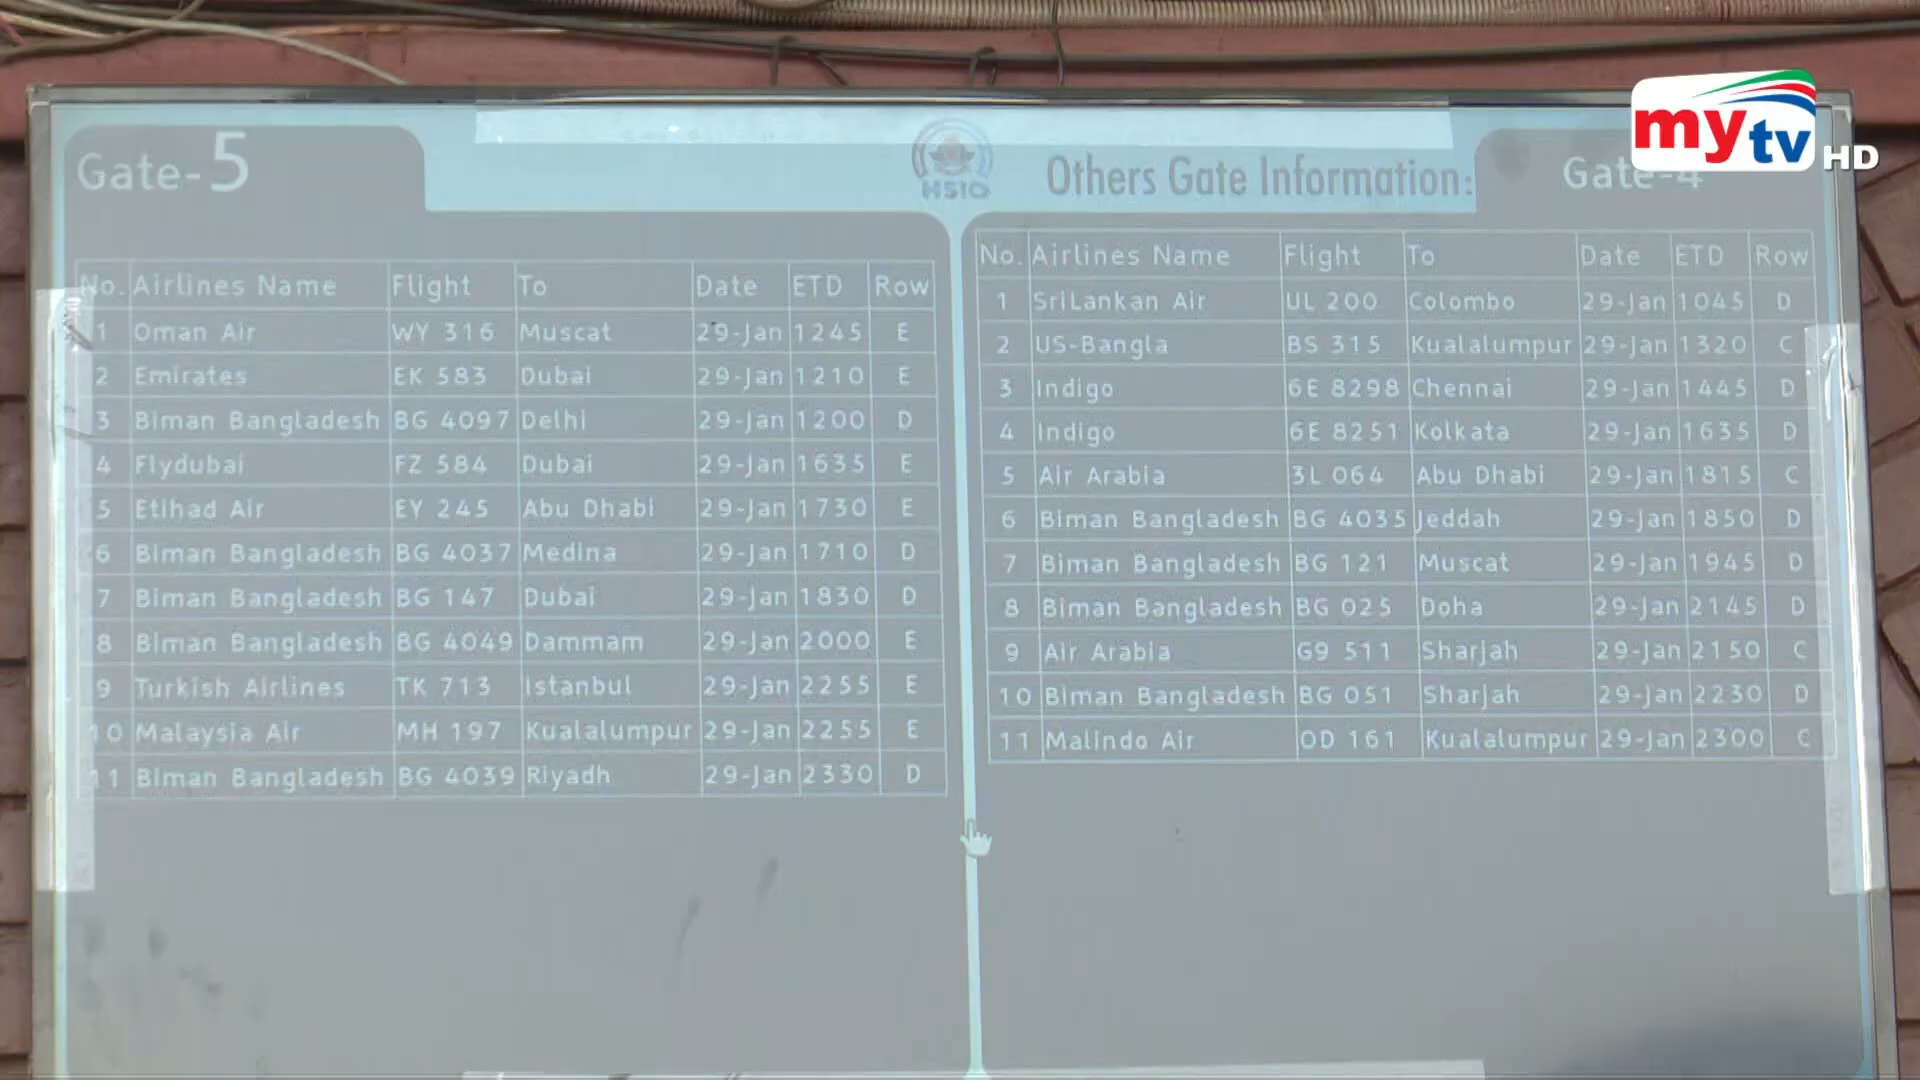 mytv HD
Gate-5
HSIA
Others Gate Information: Gate-4
No. Airlines Name Flight To Date ETD Row
1 Oman Air WY 316 Muscat 29-Jan 1245 E
2 Emirates EK 583 Dubai 29-Jan 1210 E
3 Biman Bangladesh BG 4097 Delhi 29-Jan 1200 D
4 Flydubai FZ 584 Dubai 29-Jan 1635 E
5 Etihad Air EY 245 Abu Dhabi 29-Jan 1730 E
6 Biman Bangladesh BG 4037 Medina 29-Jan 1710 D
7 Biman Bangladesh BG 147 Dubai 29-Jan 1830 D
8 Biman Bangladesh BG 4049 Dammam 29-Jan 2000 E
9 Turkish Airlines TK 713 Istanbul 29-Jan 2255 E
10 Malaysia Air MH 197 Kualalumpur 29-Jan 2255 E
11 Biman Bangladesh BG 4039 Riyadh 29-Jan 2330 D
No. Airlines Name Flight To Date ETD Row
1 SriLankan Air UL 200 Colombo 29-Jan 1045 D
2 US-Bangla BS 315 Kualalumpur 29-Jan 1320 C
3 Indigo 6E 8298 Chennai 29-Jan 1445 D
4 Indigo 6E 8251 Kolkata 29-Jan 1635 D
5 Air Arabia 3L 064 Abu Dhabi 29-Jan 1815 C
6 Biman Bangladesh BG 4035 Jeddah 29-Jan 1850 D
7 Biman Bangladesh BG 121 Muscat 29-Jan 1945 D
8 Biman Bangladesh BG 025 Doha 29-Jan 2145 D
9 Air Arabia G9 511 Sharjah 29-Jan 2150 C
10 Biman Bangladesh BG 051 Sharjah 29-Jan 2230 D
11 Malindo Air OD 161 Kualalumpur 29-Jan 2300 C